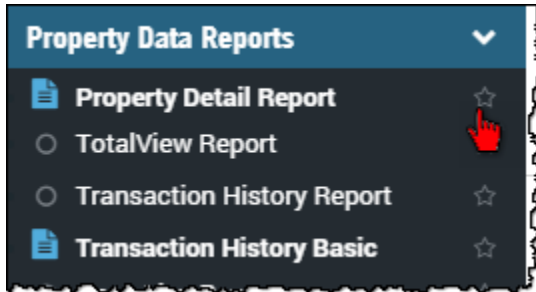 Property Data Reports
Property Detail Report
TotalView Report
Transaction History Report
Transaction History Basic